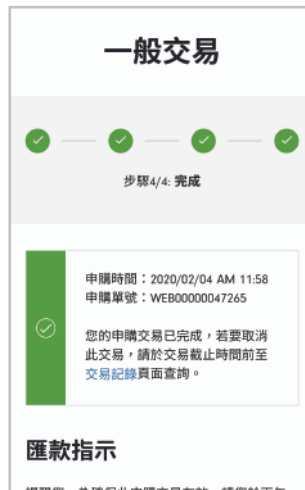 一般交易
步驟4/4: 完成
申購時間：2020/02/04 AM 11:58
申購單號：WEB00000047265
您的申購交易已完成，若要取消
此交易，請於交易截止時間前至
交易記錄頁面查詢。
匯款指示